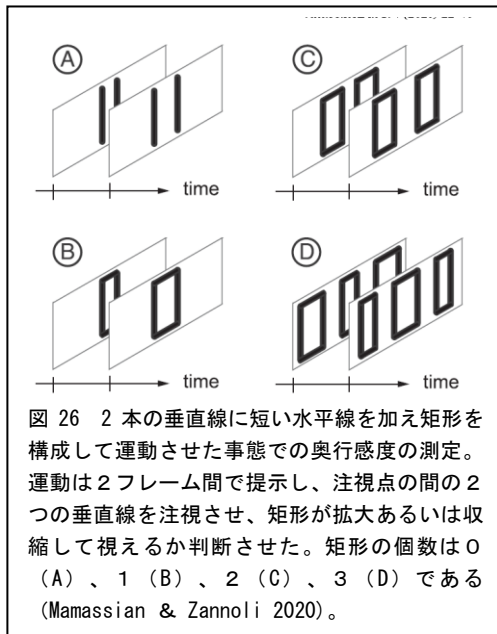 A
C
time
time
B
D
time
time
図 26 2 本の垂直線に短い水平線を加え矩形を
構成して運動させた事態での奥行感度の測定。
運動は２フレーム間で提示し、注視点の間の２
つの垂直線を注視させ、矩形が拡大あるいは収
縮して視えるか判断させた。矩形の個数は０
（A）、１（B）、２（C）、３（D）である
(Mamassian & Zannoli 2020)。